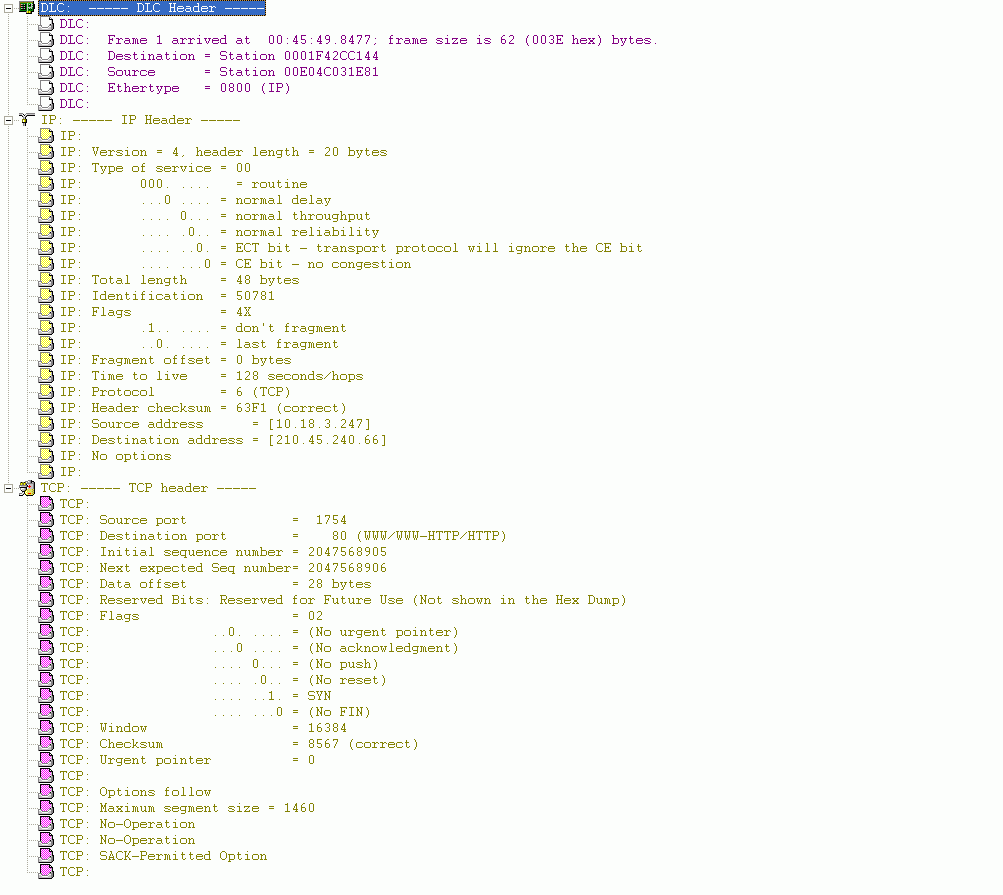 DLC:  ----- DLC Header -----
DLC:
DLC:  Frame 1 arrived at  00:45:49.8477; frame size is 62 (003E hex) bytes.
DLC:  Destination = Station 0001F42CC144
DLC:  Source      = Station 00E04C031E81
DLC:  Ethertype   = 0800 (IP)
DLC:
IP: ----- IP Header -----
IP:
IP: Version = 4, header length = 20 bytes
IP: Type of service = 00
IP:       000. ....   = routine
IP:       ...0 .... = normal delay
IP:       .... 0... = normal throughput
IP:       .... .0.. = normal reliability
IP:       .... ..0. = ECT bit - transport protocol will ignore the CE bit
IP:       .... ...0 = CE bit - no congestion
IP: Total length    = 48 bytes
IP: Identification  = 50781
IP: Flags           = 4X
IP:       .1.. .... = don't fragment
IP:       ..0. .... = last fragment
IP: Fragment offset = 0 bytes
IP: Time to live    = 128 seconds/hops
IP: Protocol        = 6 (TCP)
IP: Header checksum = 63F1 (correct)
IP: Source address      = [10.18.3.247]
IP: Destination address = [210.45.240.66]
IP: No options
IP:
TCP: ----- TCP header -----
TCP:
TCP: Source port             =  1754
TCP: Destination port        =    80 (WWW/WWW-HTTP/HTTP)
TCP: Initial sequence number = 2047568905
TCP: Next expected Seq number= 2047568906
TCP: Data offset             = 28 bytes
TCP: Reserved Bits: Reserved for Future Use (Not shown in the Hex Dump)
TCP: Flags                   = 02
TCP:               ..0. .... = (No urgent pointer)
TCP:               ...0 .... = (No acknowledgment)
TCP:               .... 0... = (No push)
TCP:               .... .0.. = (No reset)
TCP:               .... ..1. = SYN
TCP:               .... ...0 = (No FIN)
TCP: Window                  = 16384
TCP: Checksum                = 8567 (correct)
TCP: Urgent pointer          = 0
TCP:
TCP: Options follow
TCP: Maximum segment size = 1460
TCP: No-Operation
TCP: No-Operation
TCP: SACK-Permitted Option
TCP: